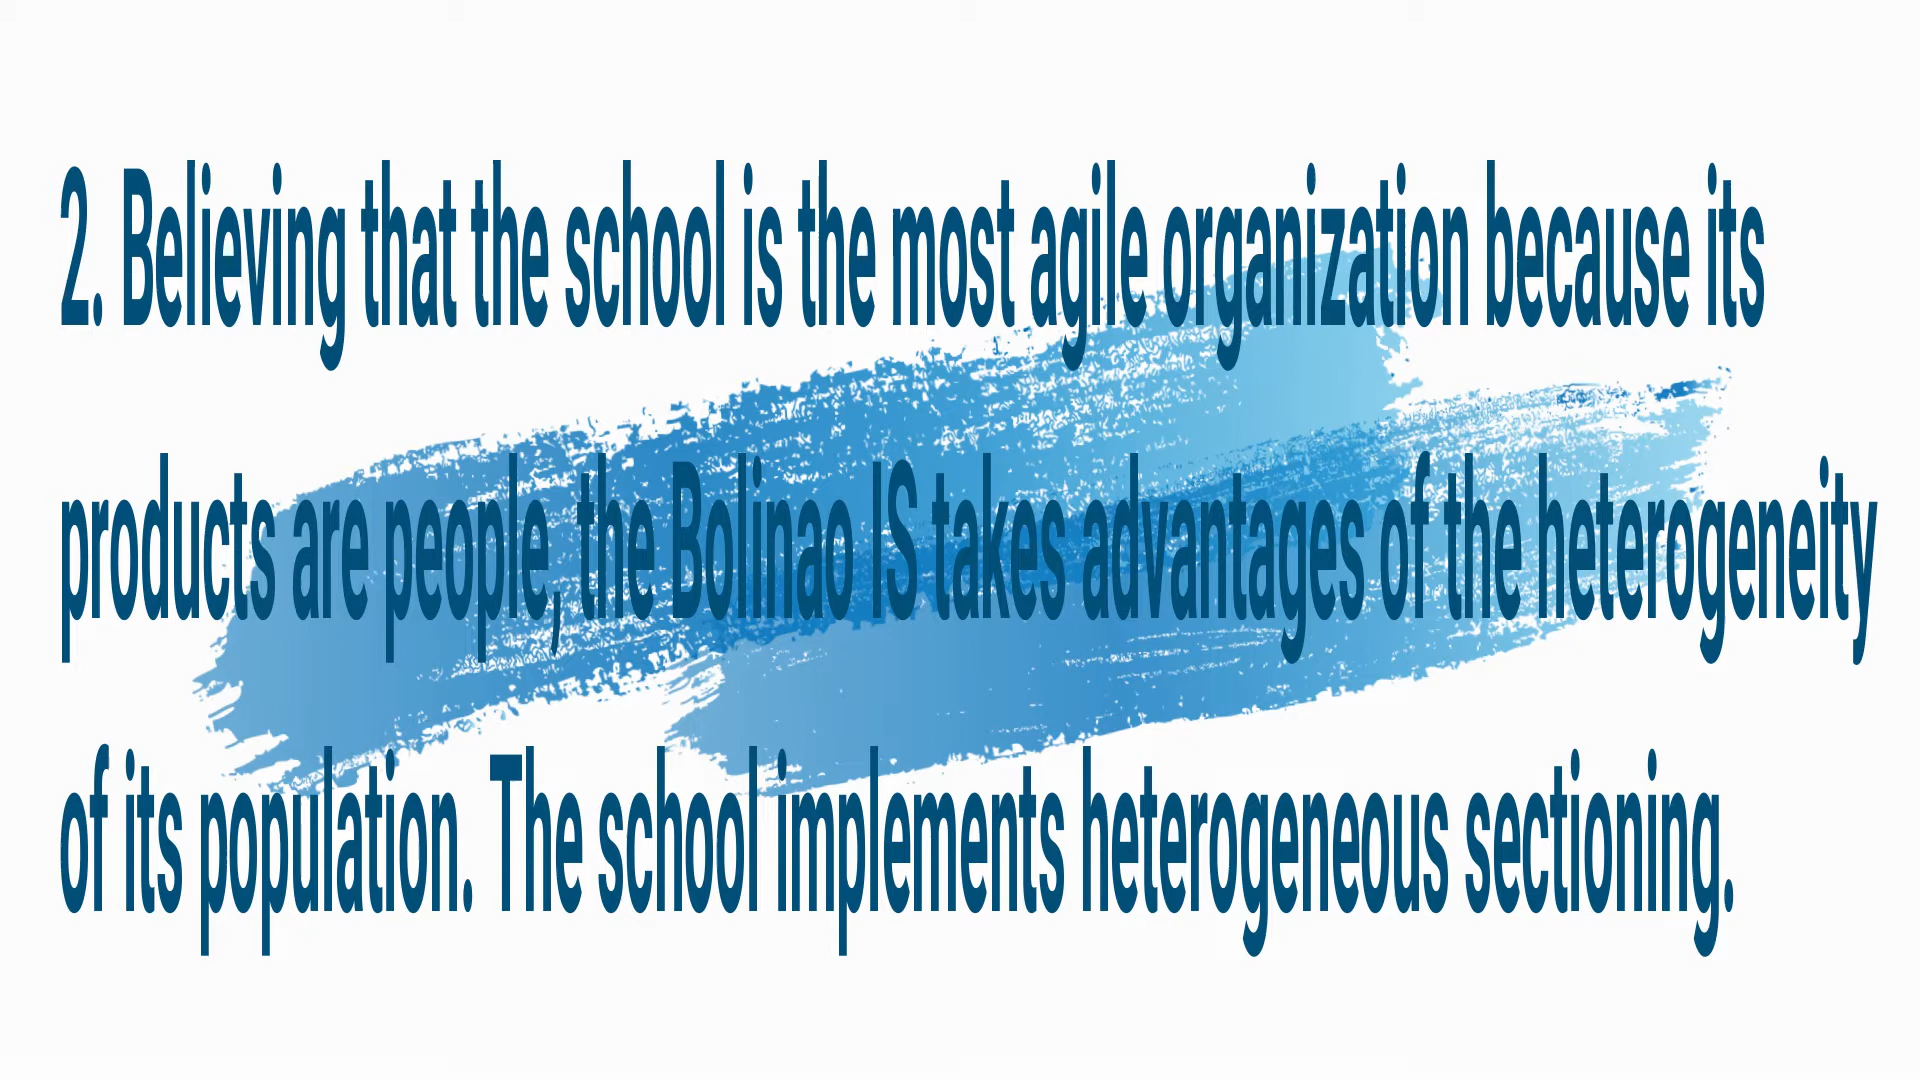 2. Believing that the school is the most agile organization because its
products are people, the Bolinao IS takes advantages of the heterogeneity
of its population. The school implements heterogeneous sectioning.